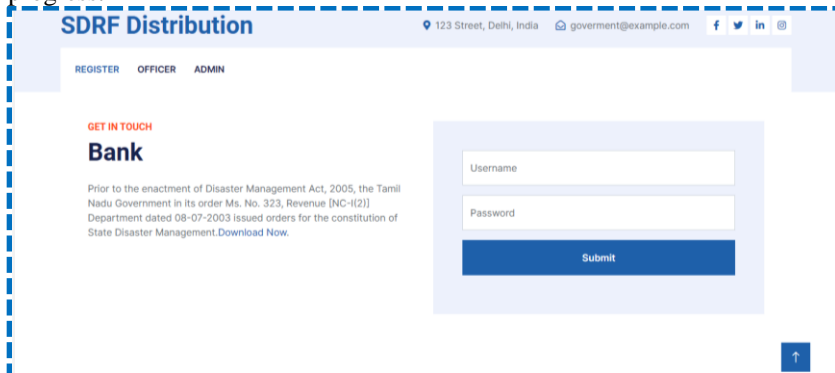 SDRF Distribution
123 Street, Delhi, India goverment@example.com
REGISTER OFFICER ADMIN
GET IN TOUCH
Bank
Prior to the enactment of Disaster Management Act, 2005, the Tamil
Nadu Government in its order Ms. No. 323, Revenue [NC-I(2)]
Department dated 08-07-2003 issued orders for the constitution of
State Disaster Management.Download Now.
Username
Password
Submit